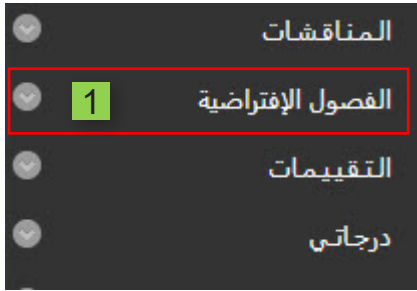 المناقشات
الفصول الإفتراضية 1
التقييمات
درجاتي